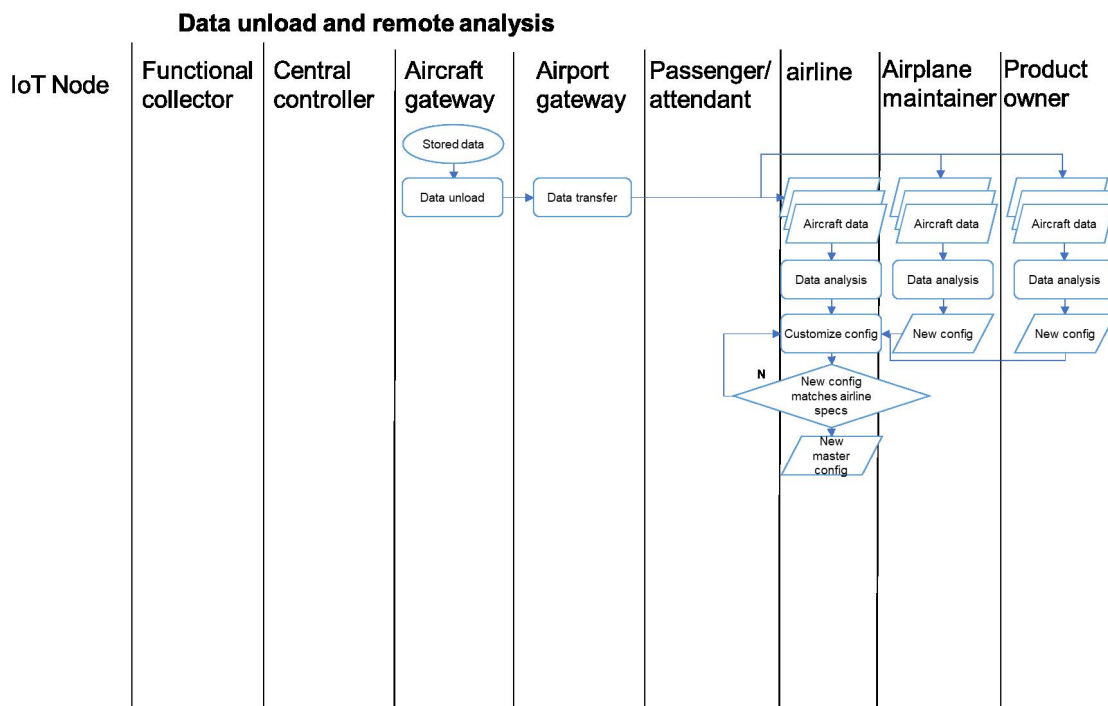 Data unload and remote analysis
IoT Node
Functional
collector
Central
controller
Aircraft
gateway
Airport
gateway
Passenger/
attendant
airline
Airplane
maintainer
Product
owner
Stored data
Data unload
Data transfer
Aircraft data
Aircraft data
Aircraft data
Data analysis
Data analysis
Data analysis
Customize config
New config
New config
N
New config
matches airline
specs
New
master
config